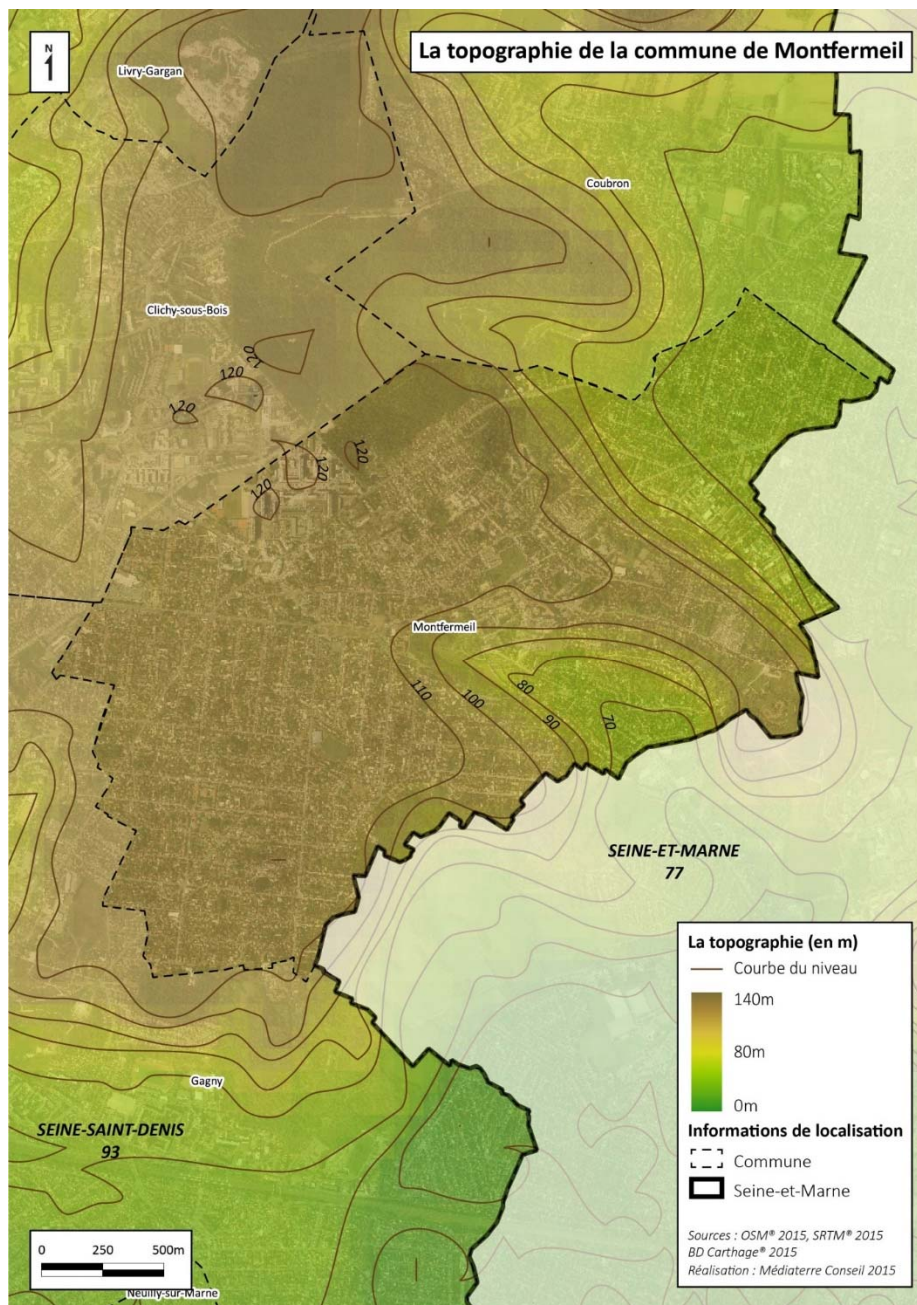 La topographie de la commune de Montfermeil
N
Livry-Gargan
Coubron
Clichy-sous-Bois
120
120
120
120
120
120
Montfermeil
110
100
90
80
70
SEINE-ET-MARNE
77
Gagny
SEINE-SAINT-DENIS
93
Neuilly-sur-Marne
0 250 500m
La topographie (en m)
Courbe du niveau
140m
80m
0m
Informations de localisation
Commune
Seine-et-Marne
Sources : OSM® 2015, SRTM® 2015
BD Carthage® 2015
Réalisation : Médiaterre Conseil 2015